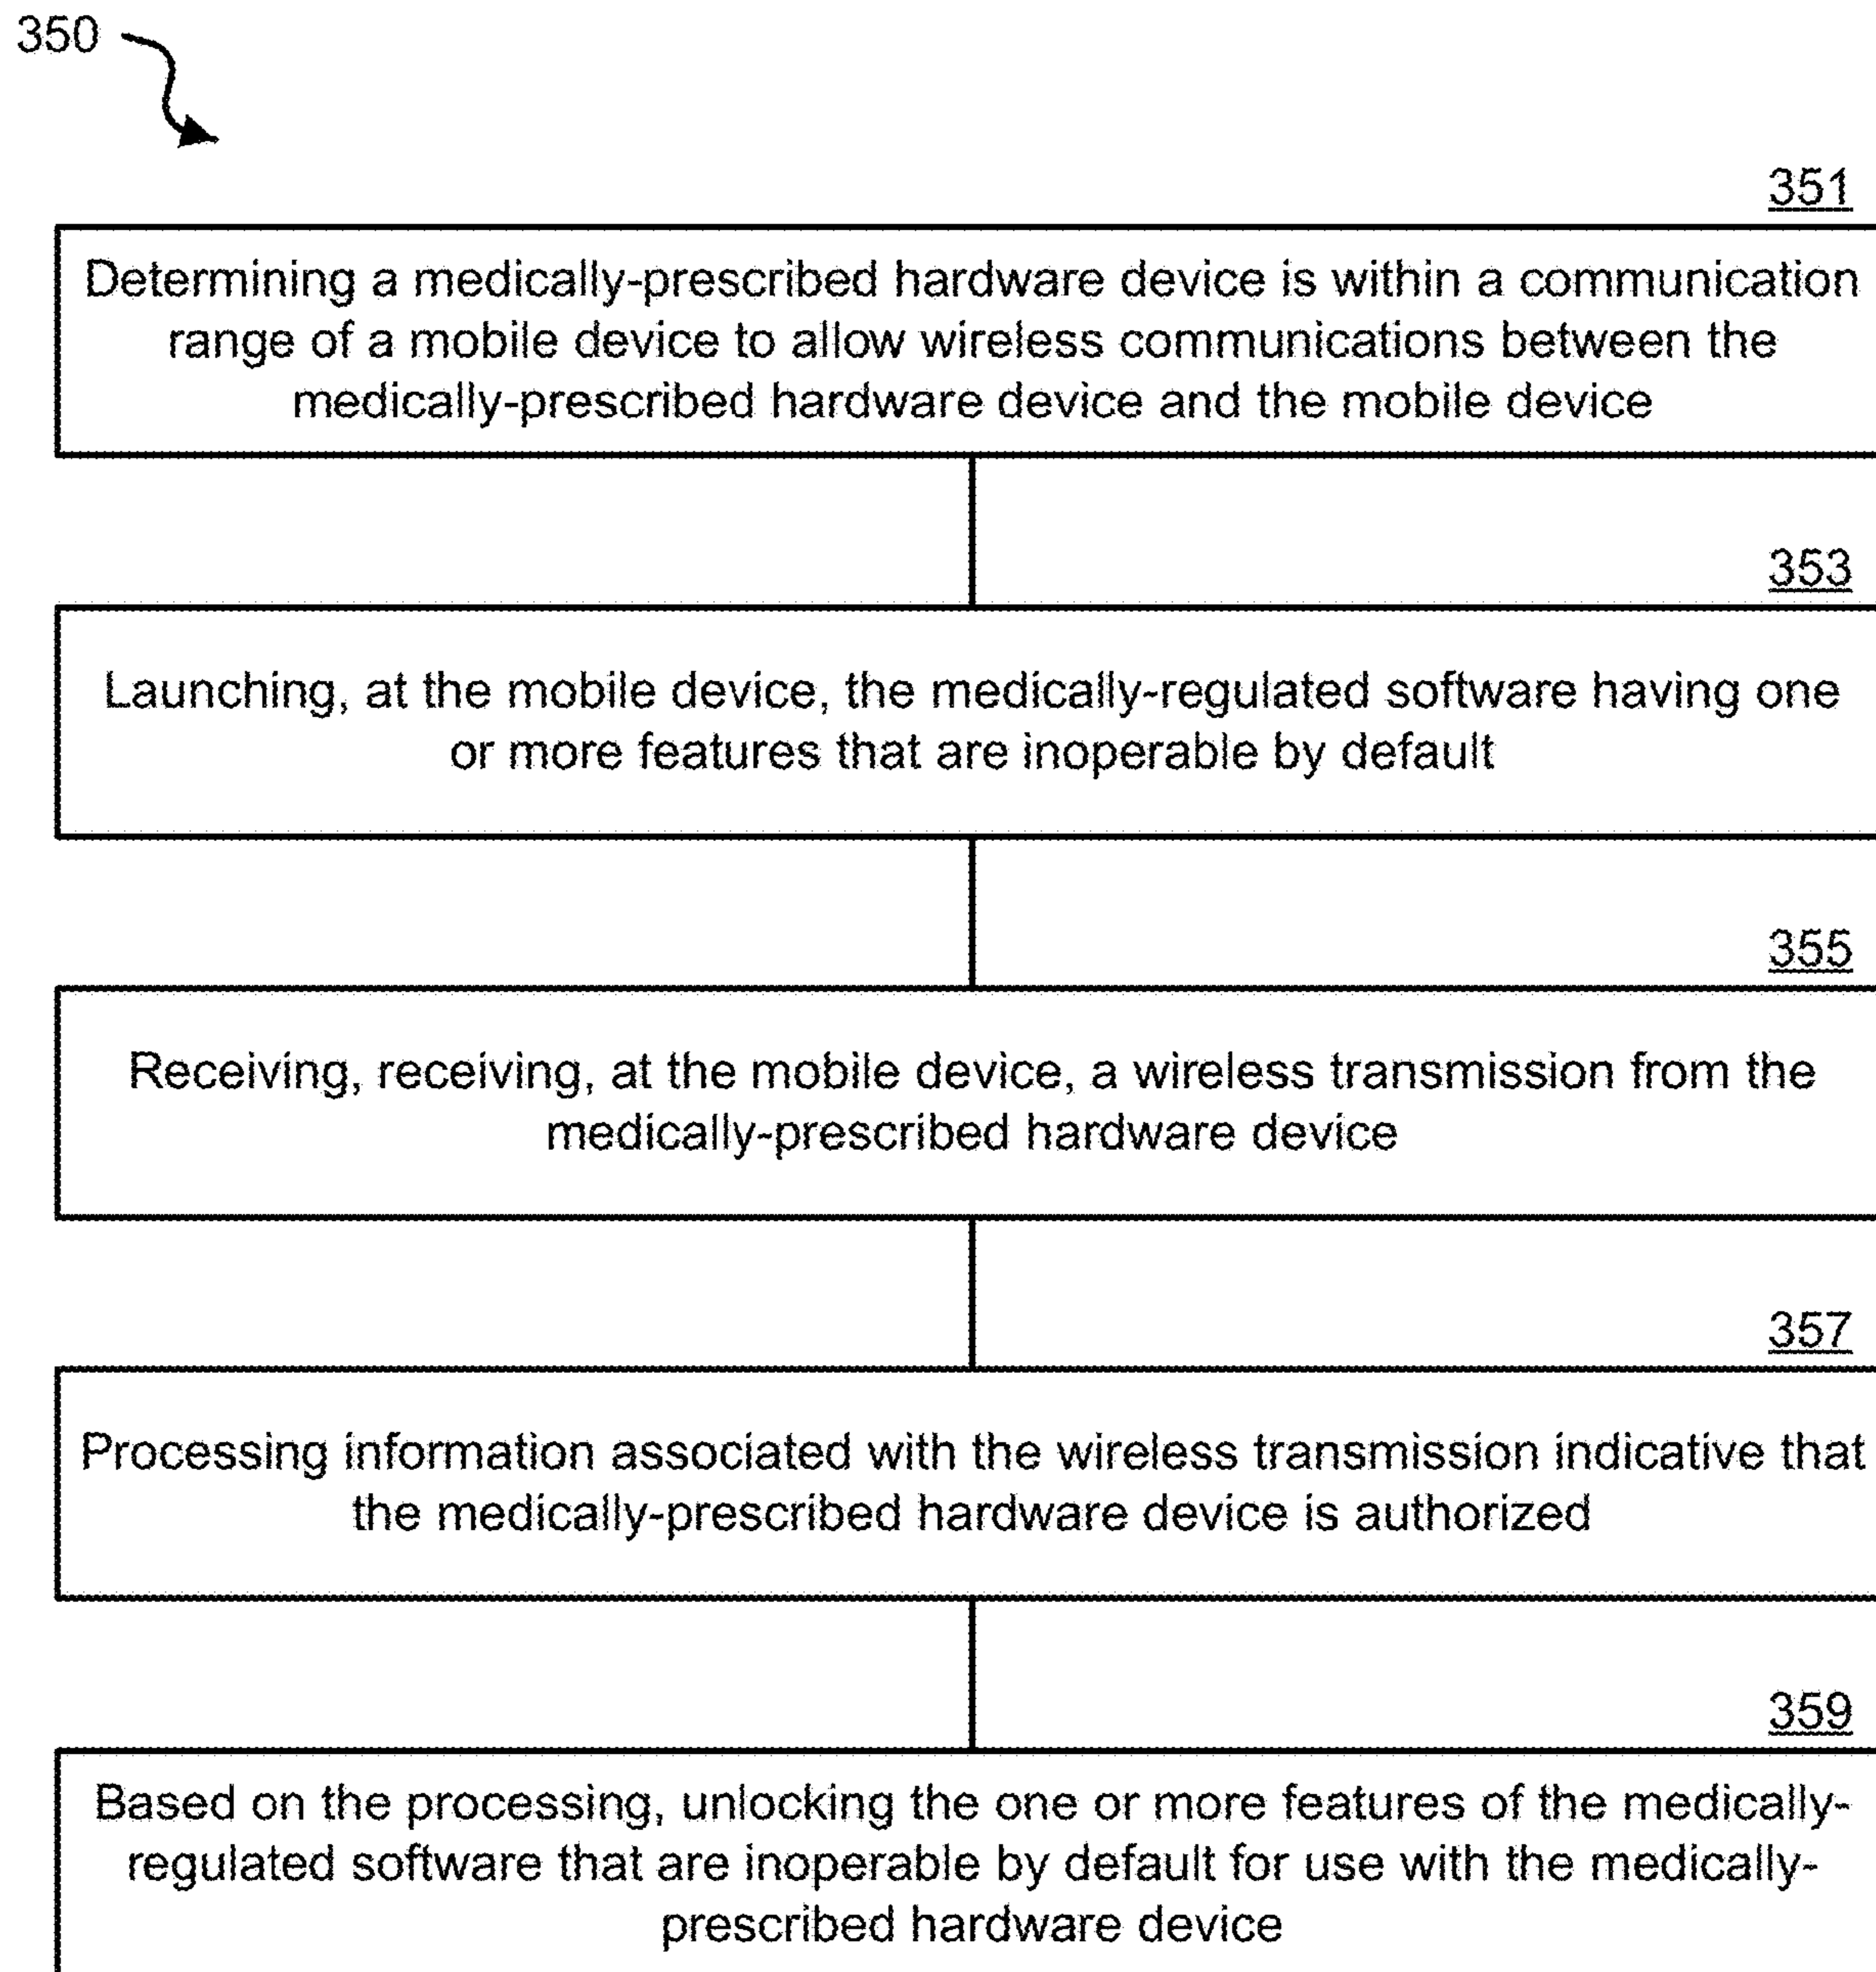 350
351
Determining a medically-prescribed hardware device is within a communication
range of a mobile device to allow wireless communications between the
medically-prescribed hardware device and the mobile device
353
Launching, at the mobile device, the medically-regulated software having one
or more features that are inoperable by default
355
Receiving, receiving, at the mobile device, a wireless transmission from the
medically-prescribed hardware device
357
Processing information associated with the wireless transmission indicative that
the medically-prescribed hardware device is authorized
359
Based on the processing, unlocking the one or more features of the medically-
regulated software that are inoperable by default for use with the medically-
prescribed hardware device